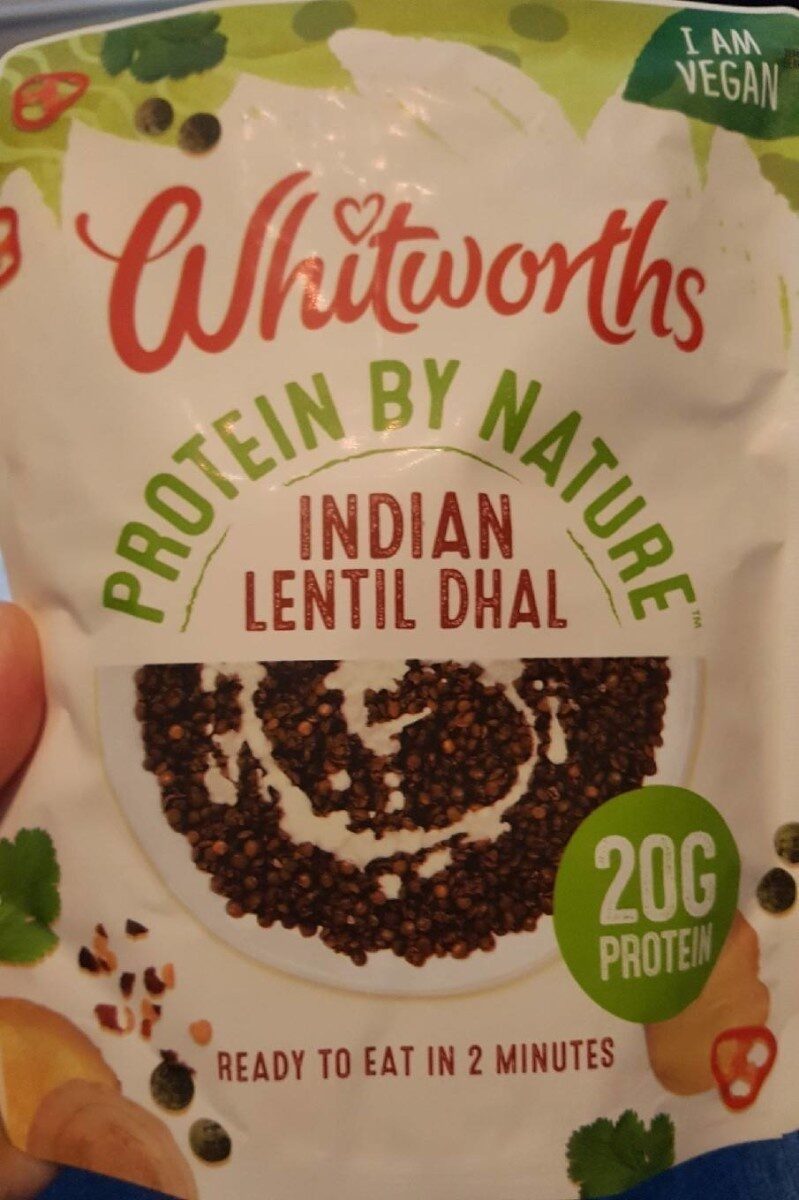 I AM
VEGAN
Whitworths
PROTEIN BY NATURE™
INDIAN
LENTIL DHAL
20G
PROTEIN
READY TO EAT IN 2 MINUTES